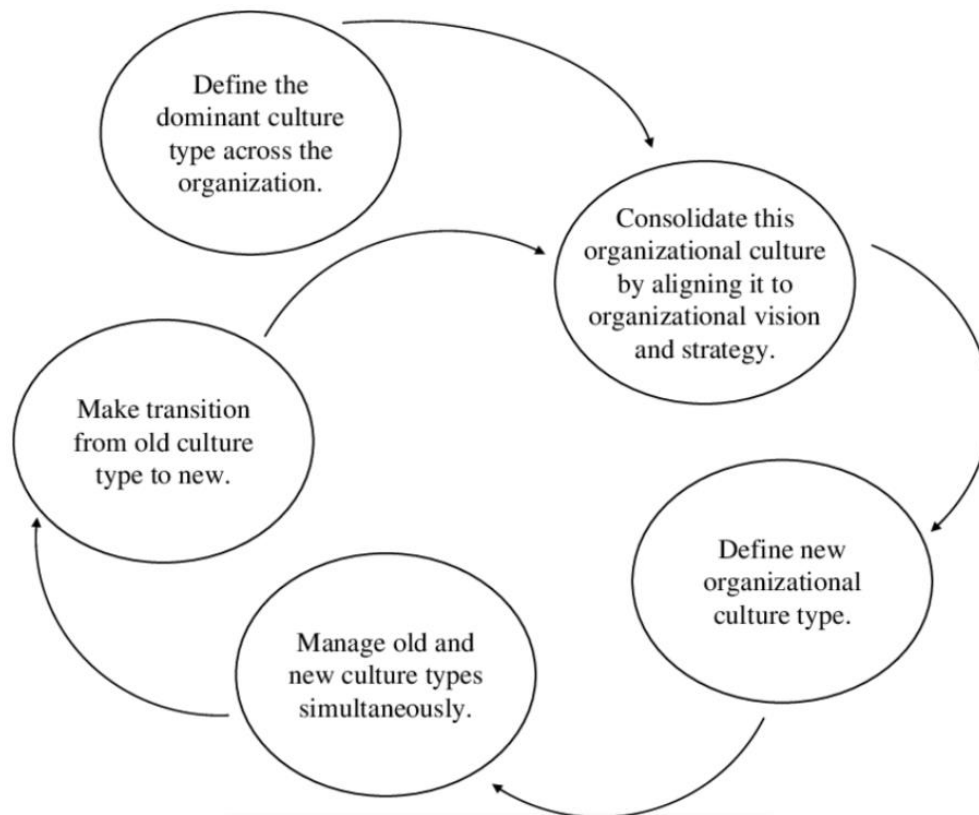 Define the
dominant culture
type across the
organization.
Consolidate this
organizational culture
by aligning it to
organizational vision
and strategy.
Define new
organizational
culture type.
Manage old and
new culture types
simultaneously.
Make transition
from old culture
type to new.